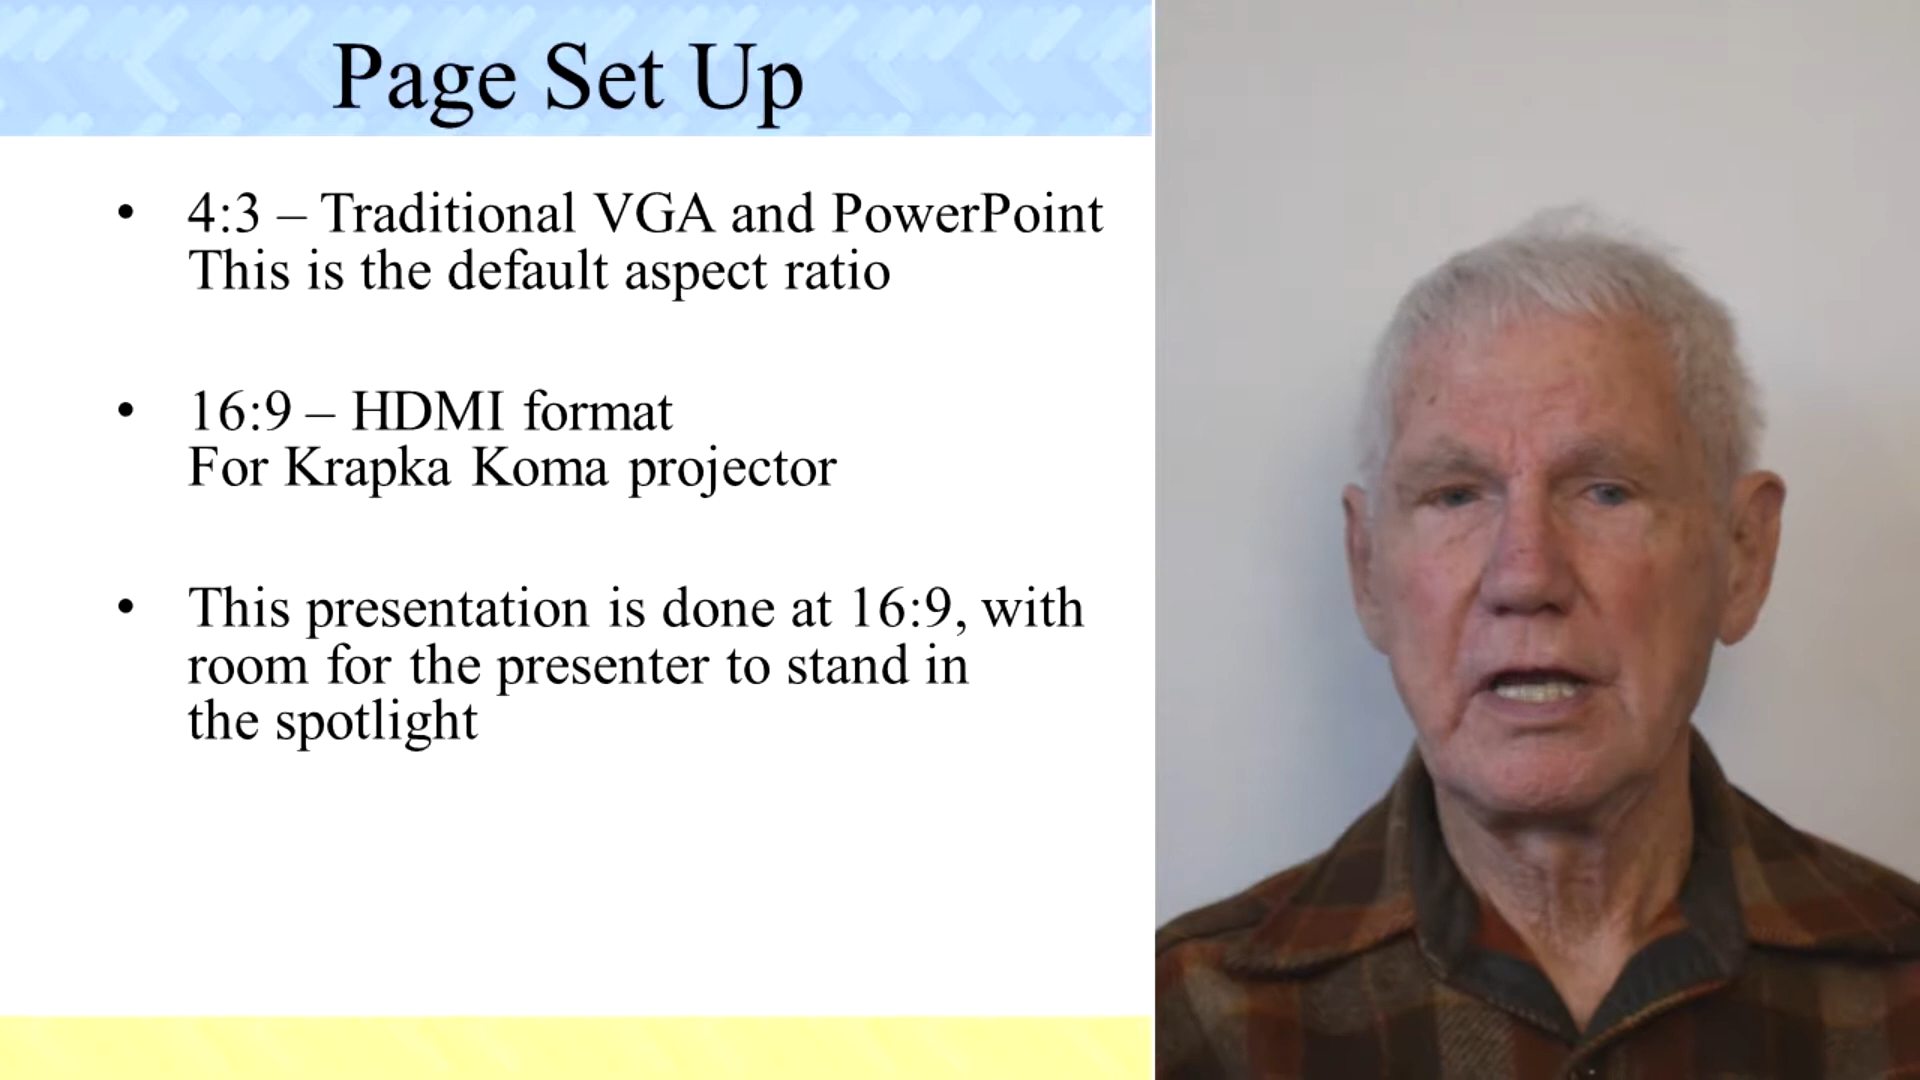 Page Set Up
• 4:3 – Traditional VGA and PowerPoint
This is the default aspect ratio
• 16:9 – HDMI format
For Krapka Koma projector
• This presentation is done at 16:9, with
room for the presenter to stand in
the spotlight